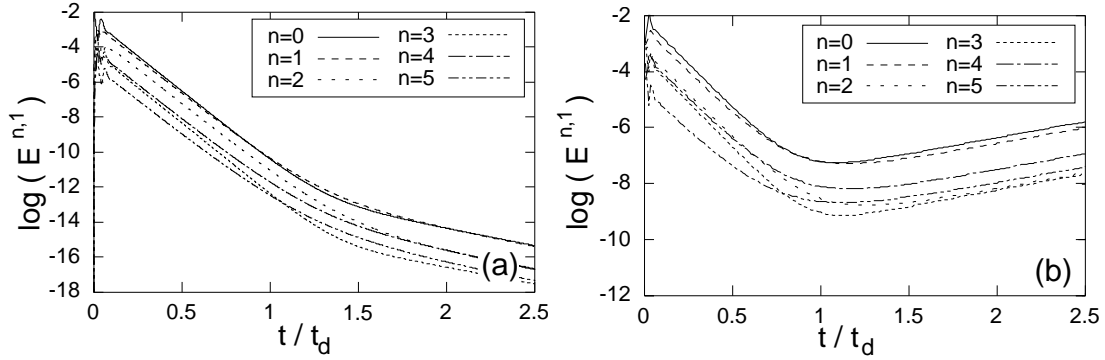 -2
-4
-6
-8
-10
-12
-14
-16
-18
log ( E^{n,1} )
n=0
n=1
n=2
n=3
n=4
n=5
(a)
0 0.5 1 1.5 2 2.5
t / t_d
-2
-4
-6
-8
-10
-12
log ( E^{n,1} )
n=0
n=1
n=2
n=3
n=4
n=5
(b)
0 0.5 1 1.5 2 2.5
t / t_d